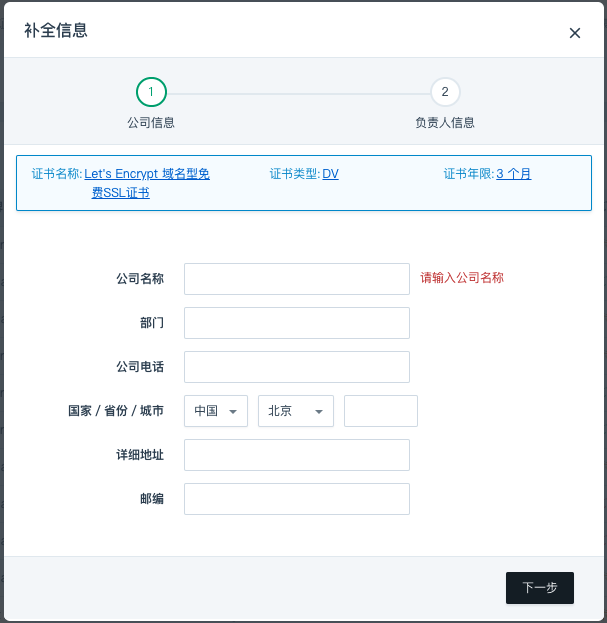 补全信息
1 2
公司信息 负责人信息
证书名称: Let's Encrypt 域名型免 证书类型: DV 证书年限: 3 个月
费SSL证书
公司名称 请输入公司名称
部门
公司电话
国家 / 省份 / 城市 中国 北京
详细地址
邮编
下一步